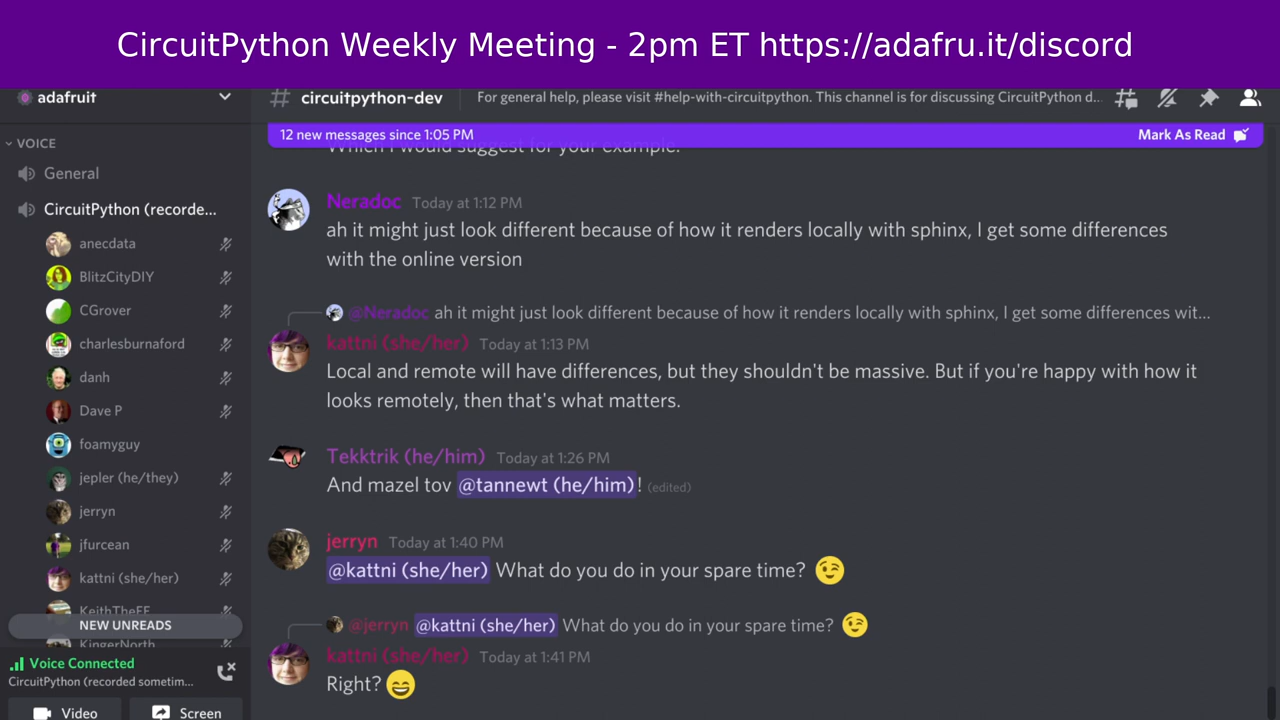 CircuitPython Weekly Meeting - 2pm ET https://adafru.it/discord
adafruit
# circuitpython-dev
For general help, please visit #help-with-circuitpython. This channel is for discussing CircuitPython d...
VOICE
General
CircuitPython (recorde...
anecdata
BlitzCityDIY
CGrover
charlesburnaford
danh
Dave P
foamyguy
jepler (he/they)
jerryn
jfurcean
kattni (she/her)
KeithTheEE
NEW UNREADS
KingerNorth
Voice Connected
CircuitPython (recorded sometim...
Video
Screen
12 new messages since 1:05 PM
Mark As Read
Which I would suggest for your example.
Neradoc Today at 1:12 PM
ah it might just look different because of how it renders locally with sphinx, I get some differences
with the online version
@Neradoc ah it might just look different because of how it renders locally with sphinx, I get some differences wit...
kattni (she/her) Today at 1:13 PM
Local and remote will have differences, but they shouldn't be massive. But if you're happy with how it
looks remotely, then that's what matters.
Tekktrik (he/him) Today at 1:26 PM
And mazel tov @tannewt (he/him)! (edited)
jerryn Today at 1:40 PM
@kattni (she/her) What do you do in your spare time? 😉
@jerryn @kattni (she/her) What do you do in your spare time? 😉
kattni (she/her) Today at 1:41 PM
Right? 😄